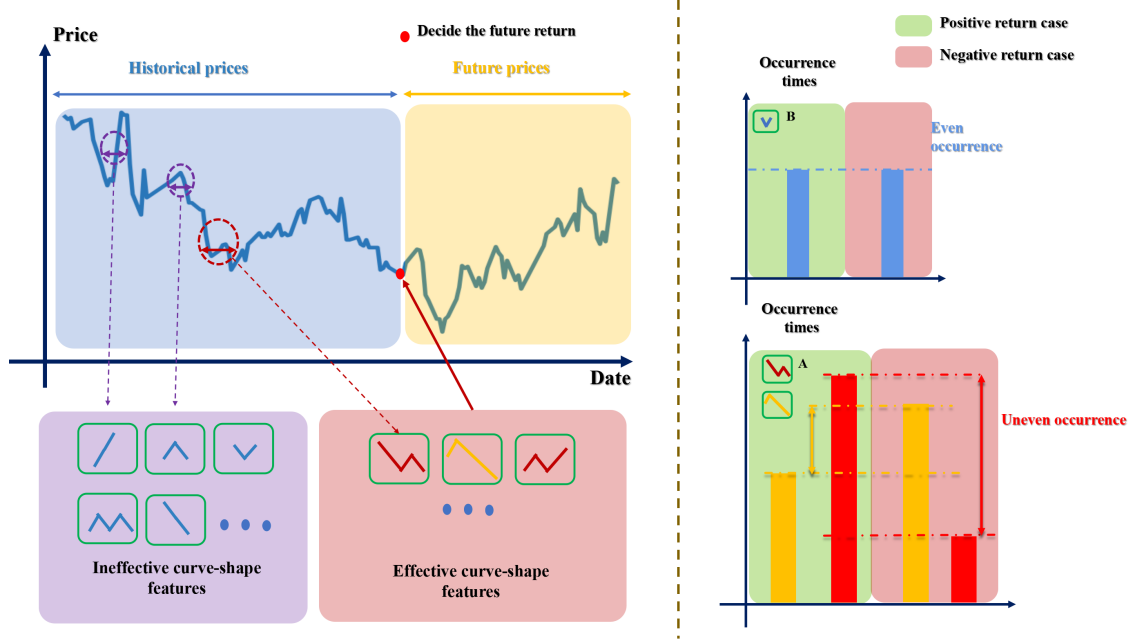 Price
Decide the future return
Historical prices
Future prices
Date
Ineffective curve-shape
features
Effective curve-shape
features
Positive return case
Negative return case
Occurrence
times
B
Even
occurrence
Occurrence
times
A
Uneven occurrence